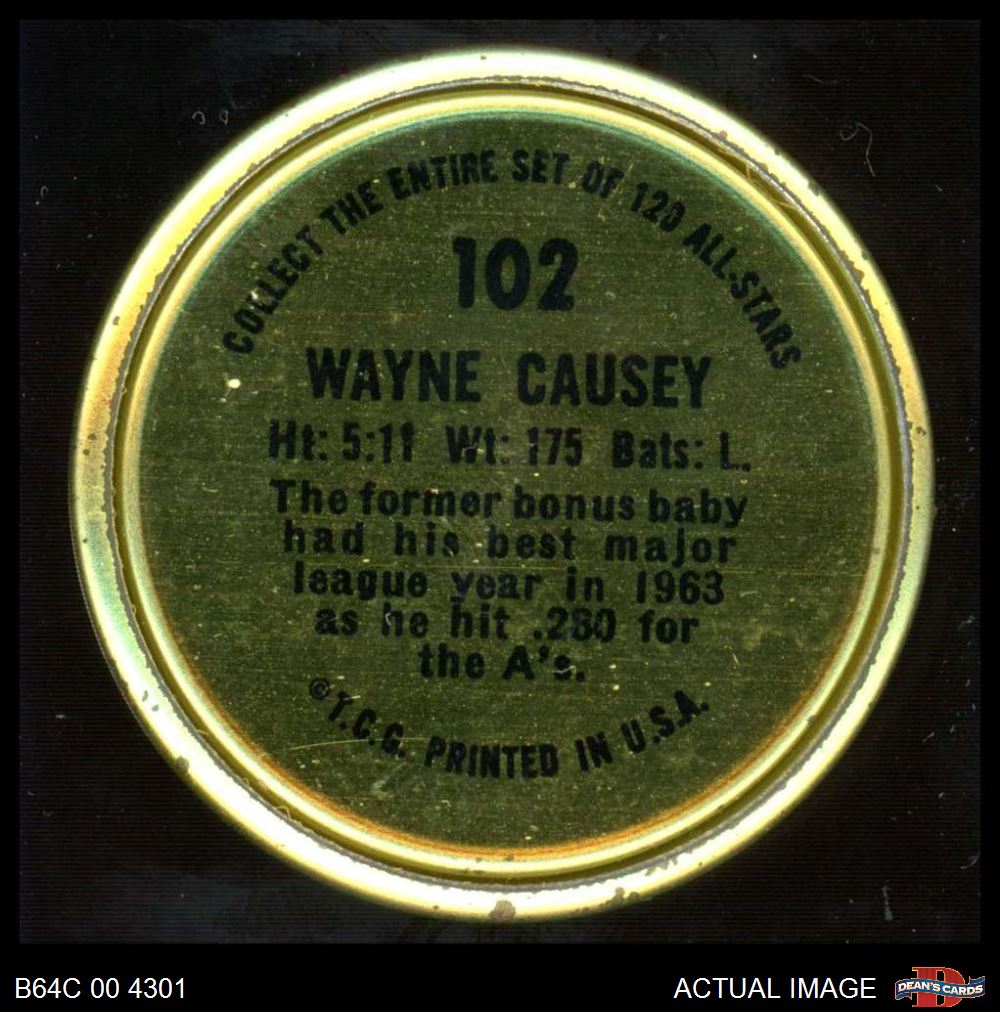 COLLECT THE ENTIRE SET OF 120 ALL-STARS
102
WAYNE CAUSEY
Ht: 5:11 Wt: 175 Bats: L.
The former bonus baby
had his best major
league year in 1963
as he hit .280 for
the A's.
©T.C.G. PRINTED IN U.S.A.
B64C 00 4301
ACTUAL IMAGE
D
DEAN'S CARDS